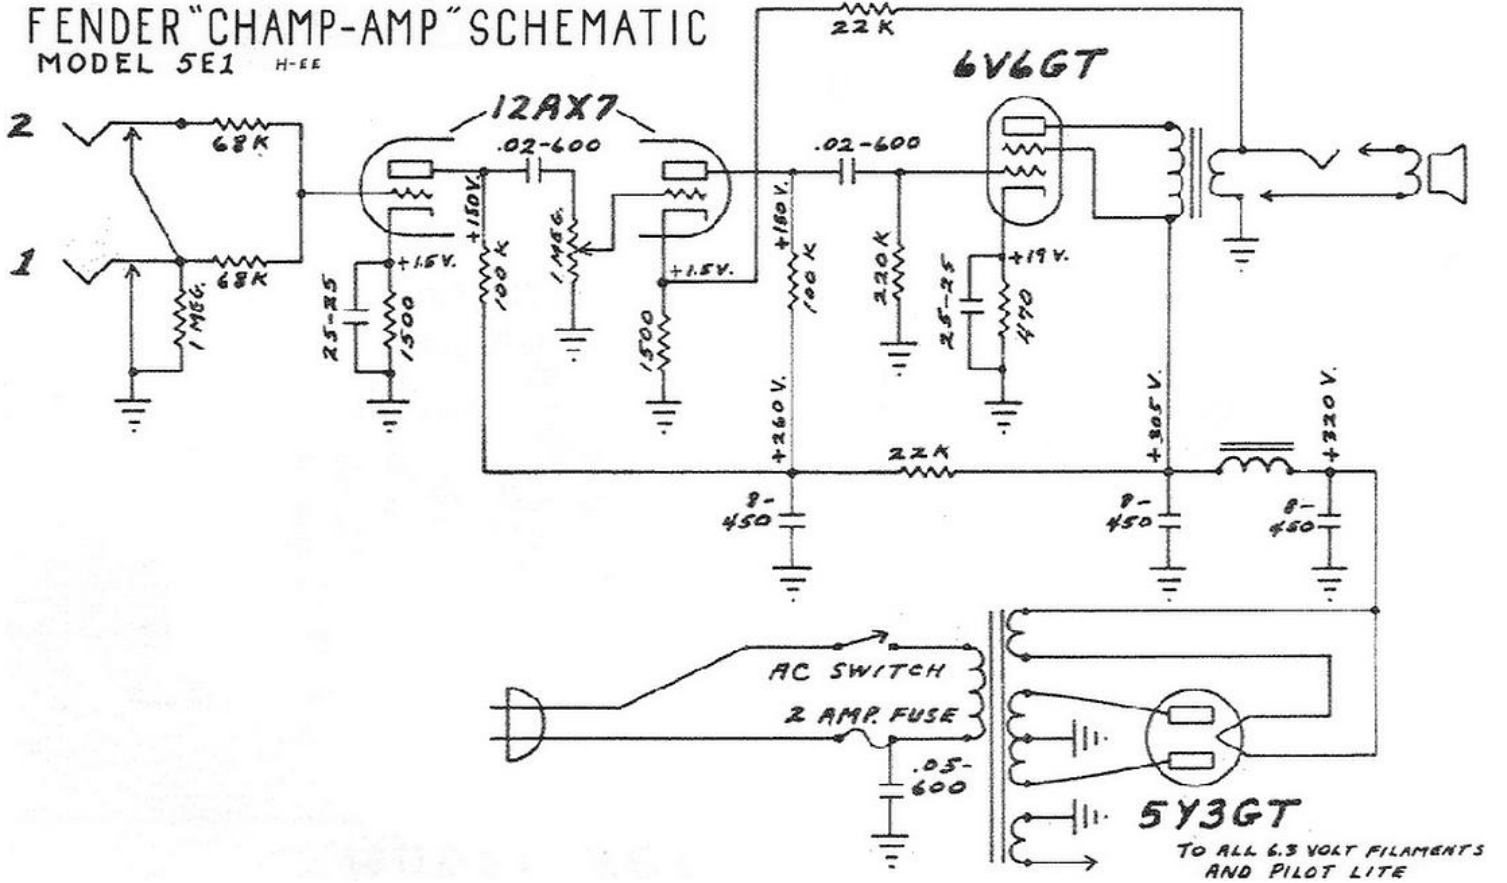 FENDER "CHAMP-AMP" SCHEMATIC
MODEL 5E1 H-EE
22K
6V6GT
12AX7
2
68K
.02-600
.02-600
+150V.
+150V.
1
68K
1 MEG.
25-25
+1.5V.
1500
100K
1 MEG.
+1.5V.
1500
100K
220K
25-25
+19V.
470
+260V.
22K
+305V.
+320V.
8-
450
8-
450
8-
450
AC SWITCH
2 AMP. FUSE
.05-
600
5Y3GT
TO ALL 6.3 VOLT FILAMENTS
AND PILOT LITE